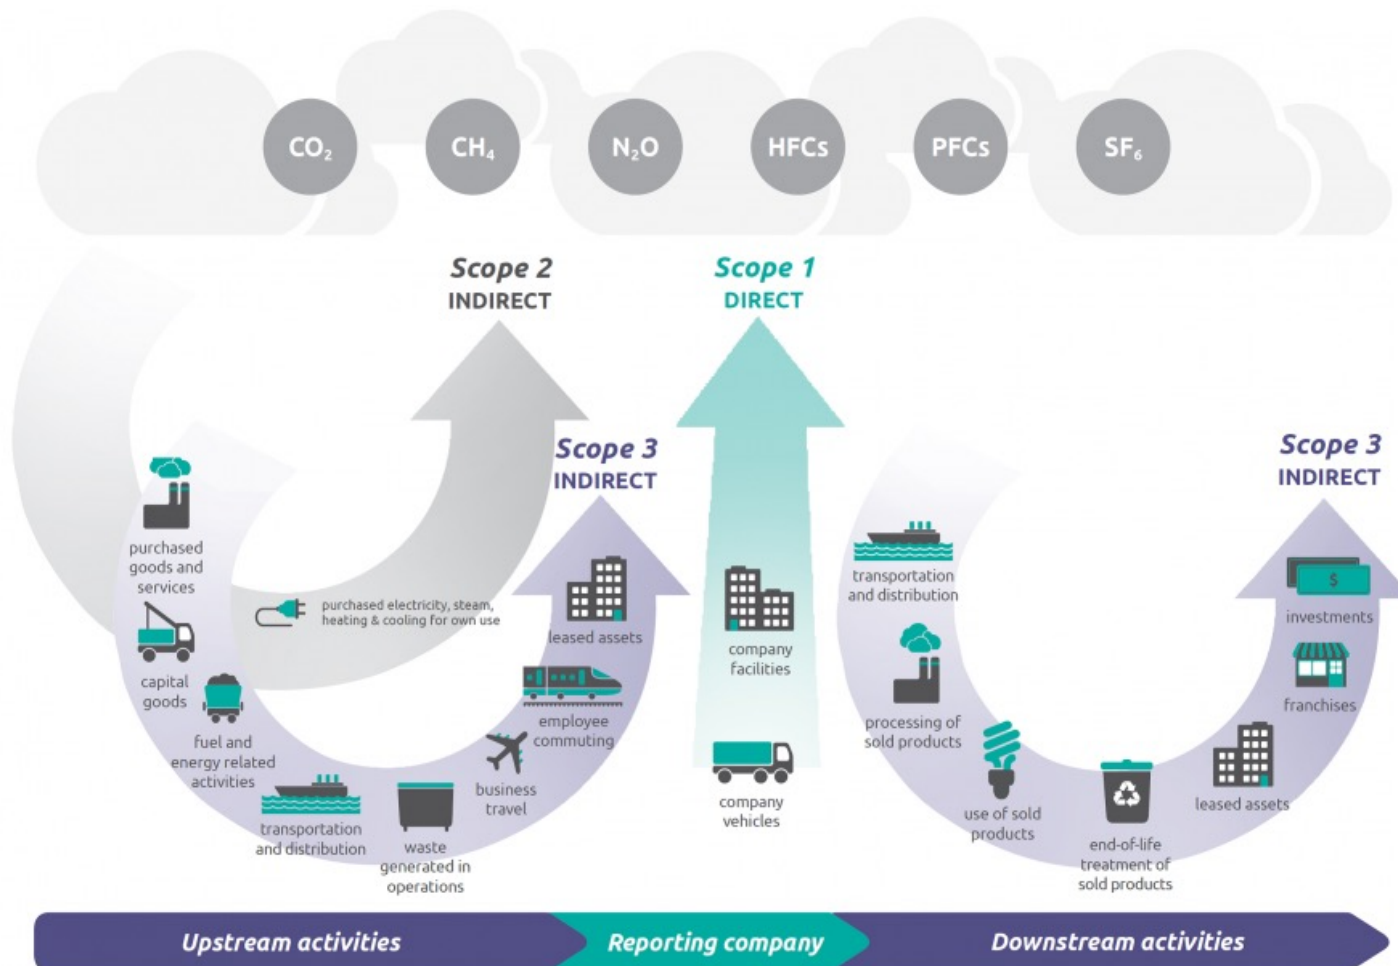 CO₂
CH₄
N₂O
HFCs
PFCs
SF₆
Scope 2
INDIRECT
Scope 1
DIRECT
Scope 3
INDIRECT
Scope 3
INDIRECT
purchased
goods and
services
capital
goods
fuel and
energy related
activities
purchased electricity, steam,
heating & cooling for own use
transportation
and distribution
waste
generated in
operations
business
travel
employee
commuting
leased assets
company
facilities
company
vehicles
transportation
and distribution
processing of
sold products
use of sold
products
end-of-life
treatment of
sold products
leased assets
franchises
$
investments
Upstream activities
Reporting company
Downstream activities